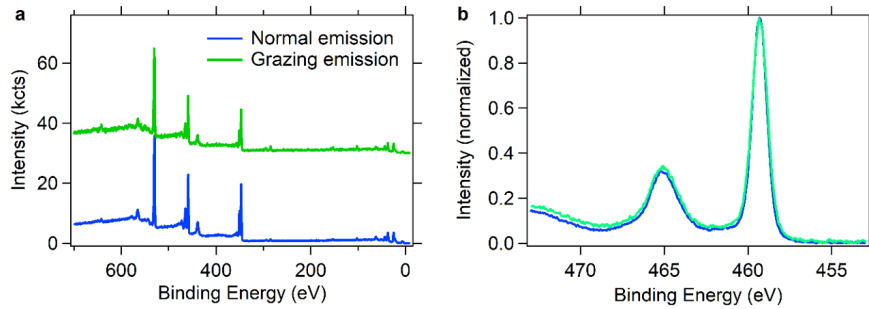 a
Normal emission
Grazing emission
Intensity (kcts)
60
40
20
0
600
400
200
0
Binding Energy (eV)
b
Intensity (normalized)
1.0
0.8
0.6
0.4
0.2
0.0
470
465
460
455
Binding Energy (eV)